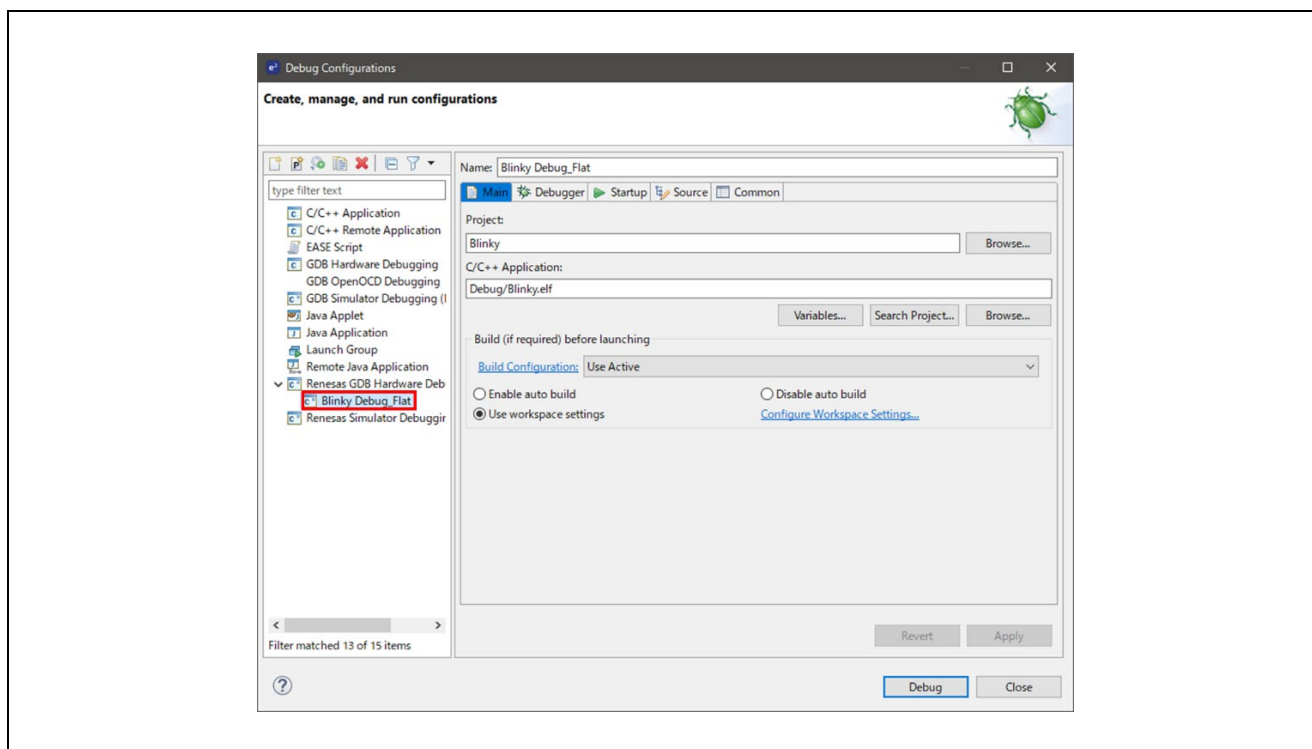 Debug Configurations
Create, manage, and run configurations
type filter text
C/C++ Application
C/C++ Remote Application
EASE Script
GDB Hardware Debugging
GDB OpenOCD Debugging
GDB Simulator Debugging (
Java Applet
Java Application
Launch Group
Remote Java Application
Renesas GDB Hardware Deb
Blinky Debug_Flat
Renesas Simulator Debuggir
Filter matched 13 of 15 items
Name: Blinky Debug_Flat
Main Debugger Startup Source Common
Project:
Blinky Browse...
C/C++ Application:
Debug/Blinky.elf
Variables... Search Project... Browse...
Build (if required) before launching
Build Configuration: Use Active
Enable auto build Disable auto build
Use workspace settings Configure Workspace Settings...
Revert Apply
Debug Close